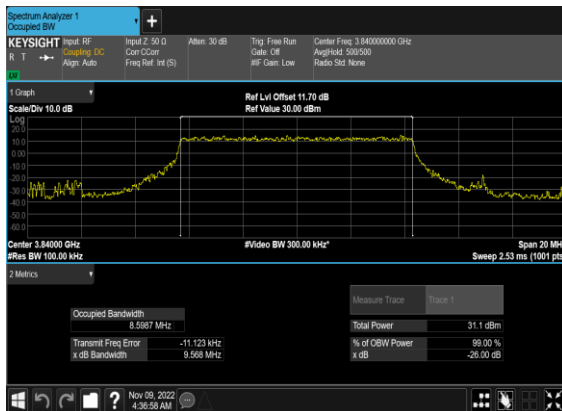 Spectrum Analyzer 1
Occupied BW
KEYSIGHT Input: RF Input Z: 50 Ω Atten: 30 dB Trig: Free Run Center Freq: 3.840000000 GHz
R T Coupling: DC Corr CCorr Gate: Off Avg|Hold: 500/500
Align: Auto Freq Ref: Int (S) #IF Gain: Low Radio Std: None
1 Graph
Ref Lvl Offset 11.70 dB
Scale/Div 10.0 dB Ref Value 30.00 dBm
Log
20.0
10.0
0.00
-10.0
-20.0
-30.0
-40.0
-50.0
-60.0
Center 3.84000 GHz #Video BW 300.00 kHz* Span 20 MH
#Res BW 100.00 kHz Sweep 2.53 ms (1001 pts
2 Metrics
Measure Trace Trace 1
Occupied Bandwidth
8.5987 MHz Total Power 31.1 dBm
Transmit Freq Error -11.123 kHz % of OBW Power 99.00 %
x dB Bandwidth 9.568 MHz x dB -26.00 dB
? Nov 09, 2022
4:36:58 AM